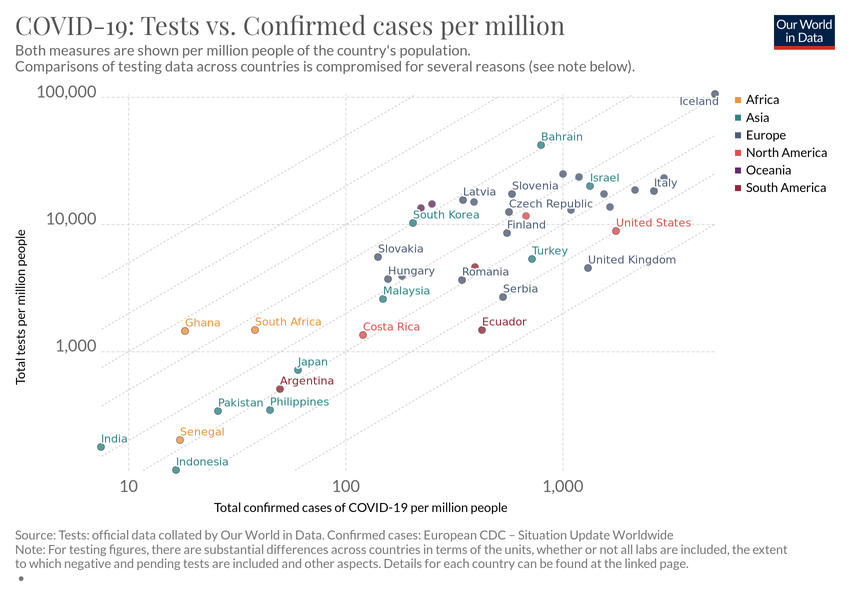 COVID-19: Tests vs. Confirmed cases per million
Our World
in Data
Both measures are shown per million people of the country's population.
Comparisons of testing data across countries is compromised for several reasons (see note below).
100,000
Iceland
Africa
Asia
Europe
North America
Oceania
South America
Bahrain
Israel
Italy
Latvia
Slovenia
Czech Republic
10,000
South Korea
Finland
United States
Slovakia
Turkey
United Kingdom
Hungary
Romania
Malaysia
Serbia
Total tests per million people
Ghana
South Africa
Costa Rica
Ecuador
1,000
Japan
Argentina
Pakistan
Philippines
Senegal
India
Indonesia
10
100
1,000
Total confirmed cases of COVID-19 per million people
Source: Tests: official data collated by Our World in Data. Confirmed cases: European CDC – Situation Update Worldwide
Note: For testing figures, there are substantial differences across countries in terms of the units, whether or not all labs are included, the extent
to which negative and pending tests are included and other aspects. Details for each country can be found at the linked page.